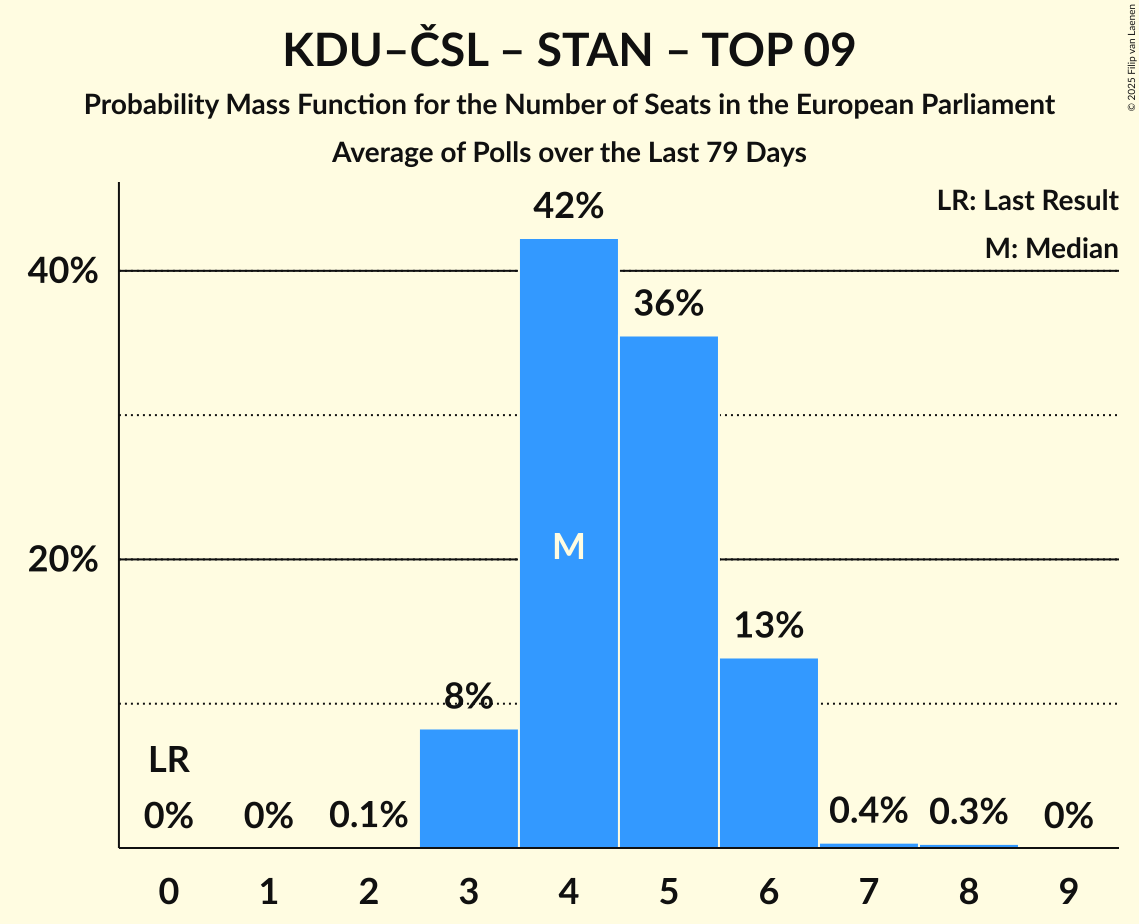 KDU–ČSL – STAN – TOP 09
Probability Mass Function for the Number of Seats in the European Parliament
Average of Polls over the Last 79 Days
© 2025 Filip van Laenen
LR: Last Result
M: Median
42%
40%
36%
M
20%
13%
8%
LR
0%
0%
0.1%
0.4%
0.3%
0%
0 1 2 3 4 5 6 7 8 9